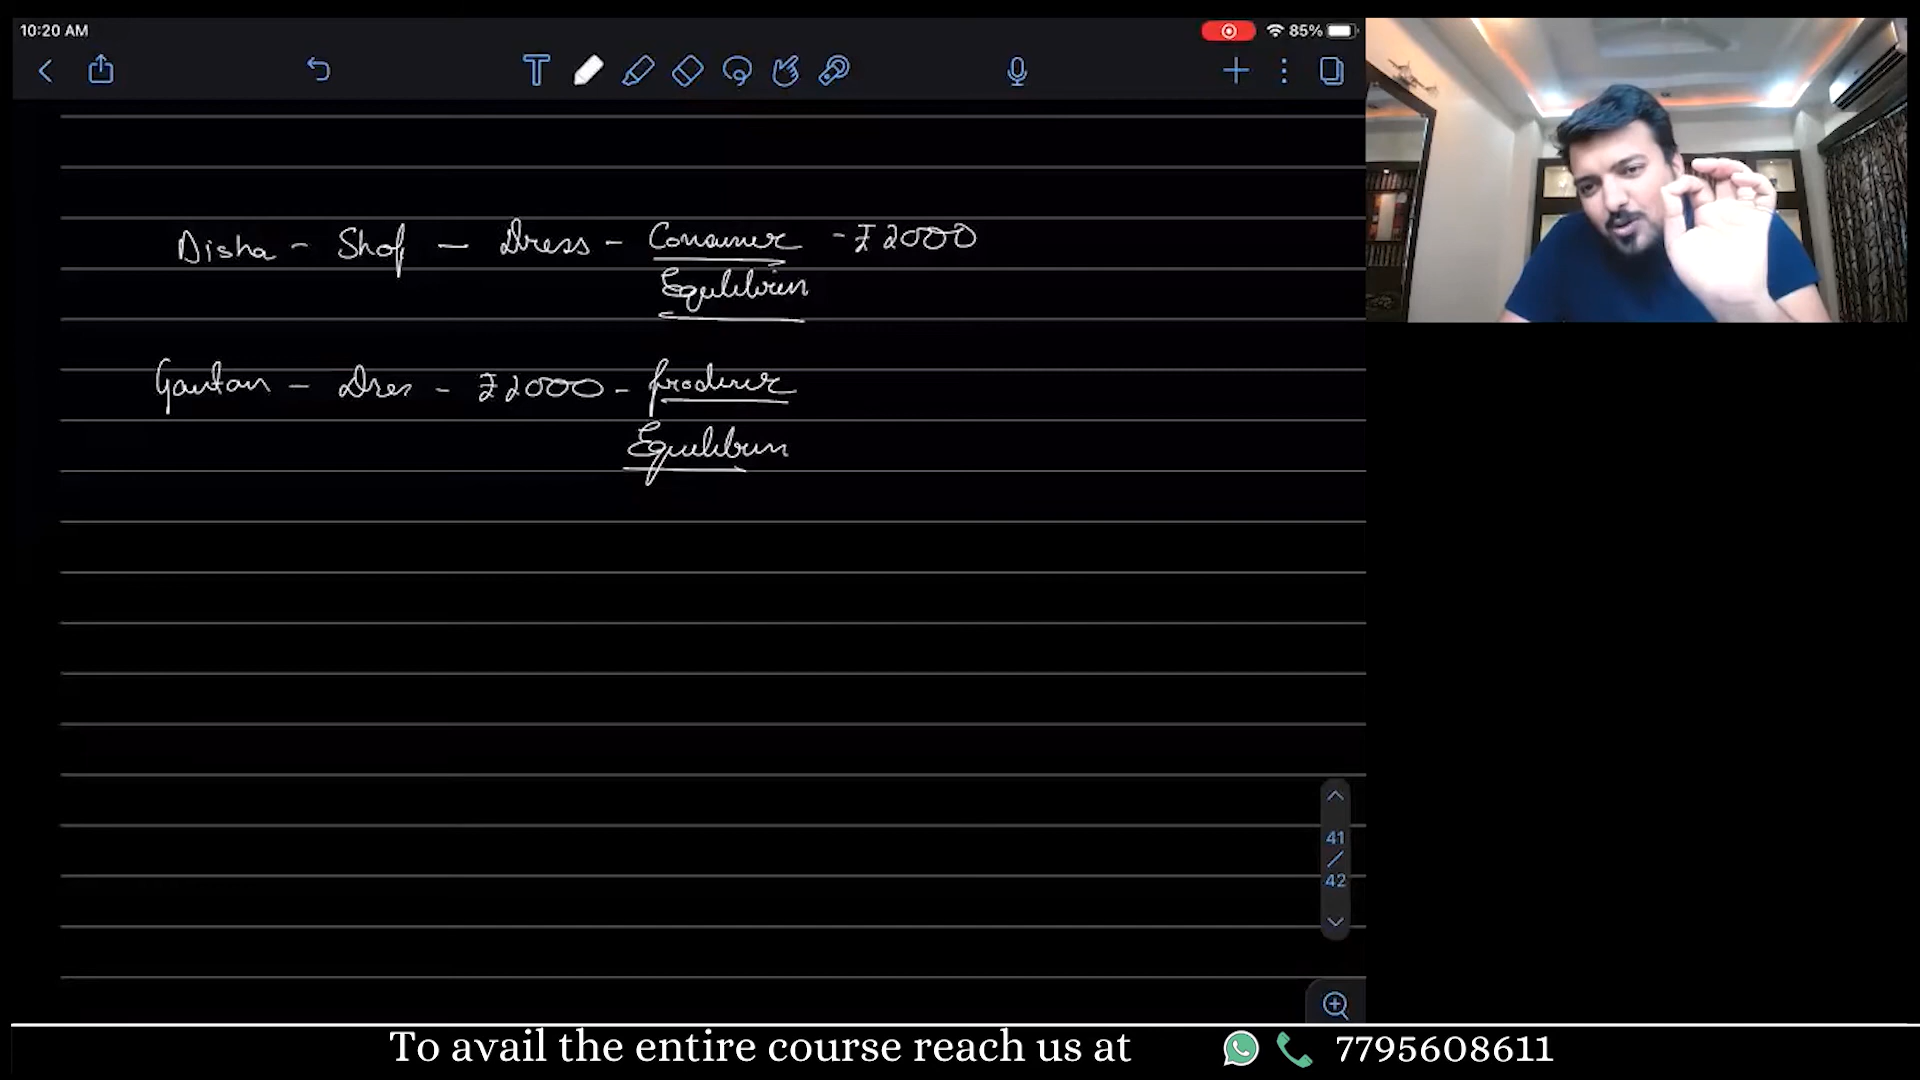 10:20 AM
85%
Disha - Shop - Dress - Consumer - ₹2000
Equilibrium
Gautam - Dress - ₹2000 - Producer
Equilibrium
41
/
42
To avail the entire course reach us at 7795608611